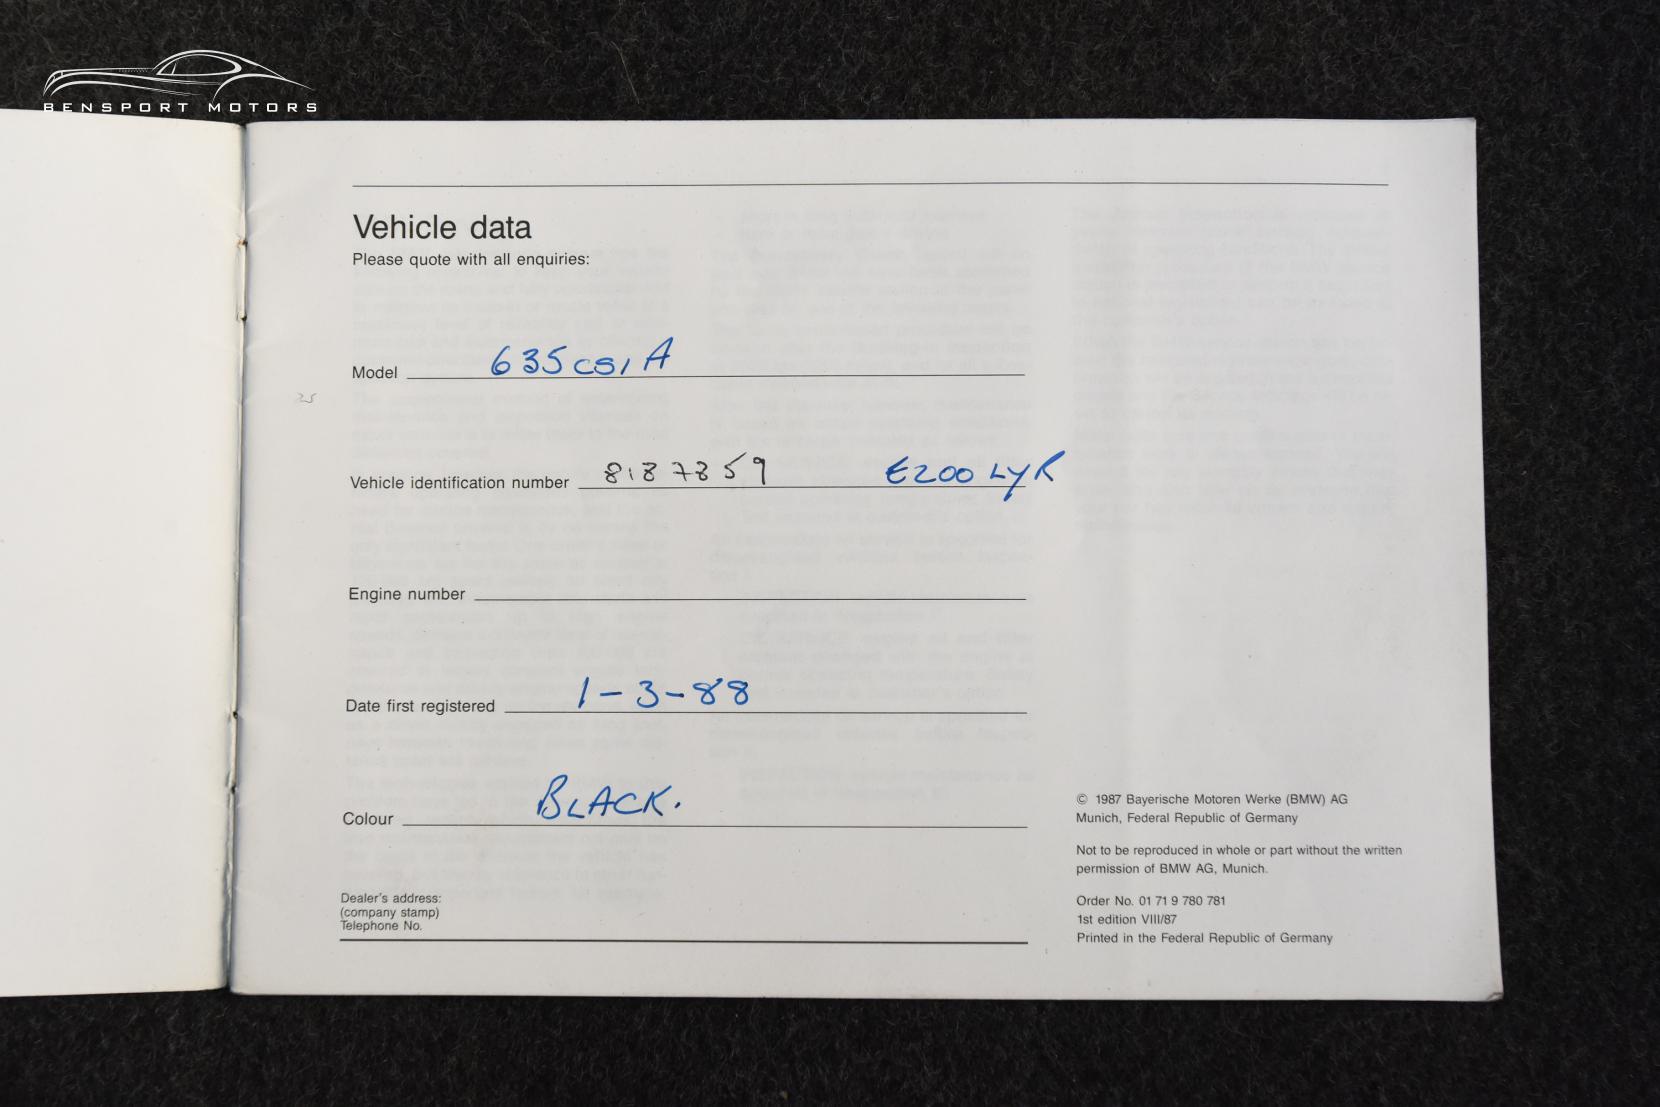 BENSPORT MOTORS
Vehicle data
Please quote with all enquiries:
Model 635 CSI A
Vehicle identification number 8187859 E200 LYR
Engine number
Date first registered 1-3-88
Colour BLACK.
Dealer's address:
(company stamp)
Telephone No.
© 1987 Bayerische Motoren Werke (BMW) AG
Munich, Federal Republic of Germany
Not to be reproduced in whole or part without the written
permission of BMW AG, Munich.
Order No. 01 71 9 780 781
1st edition VIII/87
Printed in the Federal Republic of Germany